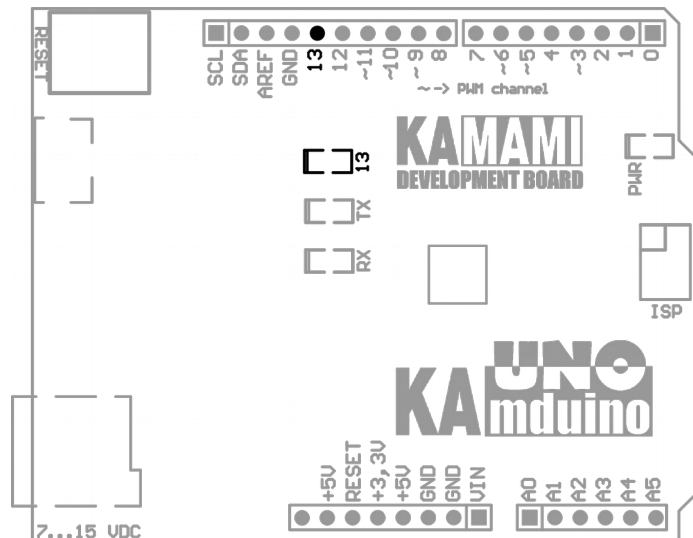 RESET
SCL
SDA
AREF
GND
13
12
~11
~10
~9
8
7
~6
~5
4
~3
2
1
0
~-> PWM channel
KAMAMI
DEVELOPMENT BOARD
13
TX
RX
PWR
ISP
UNO
KAmduino
+5V
RESET
+3,3V
+5V
GND
GND
VIN
A0
A1
A2
A3
A4
A5
7...15 VDC